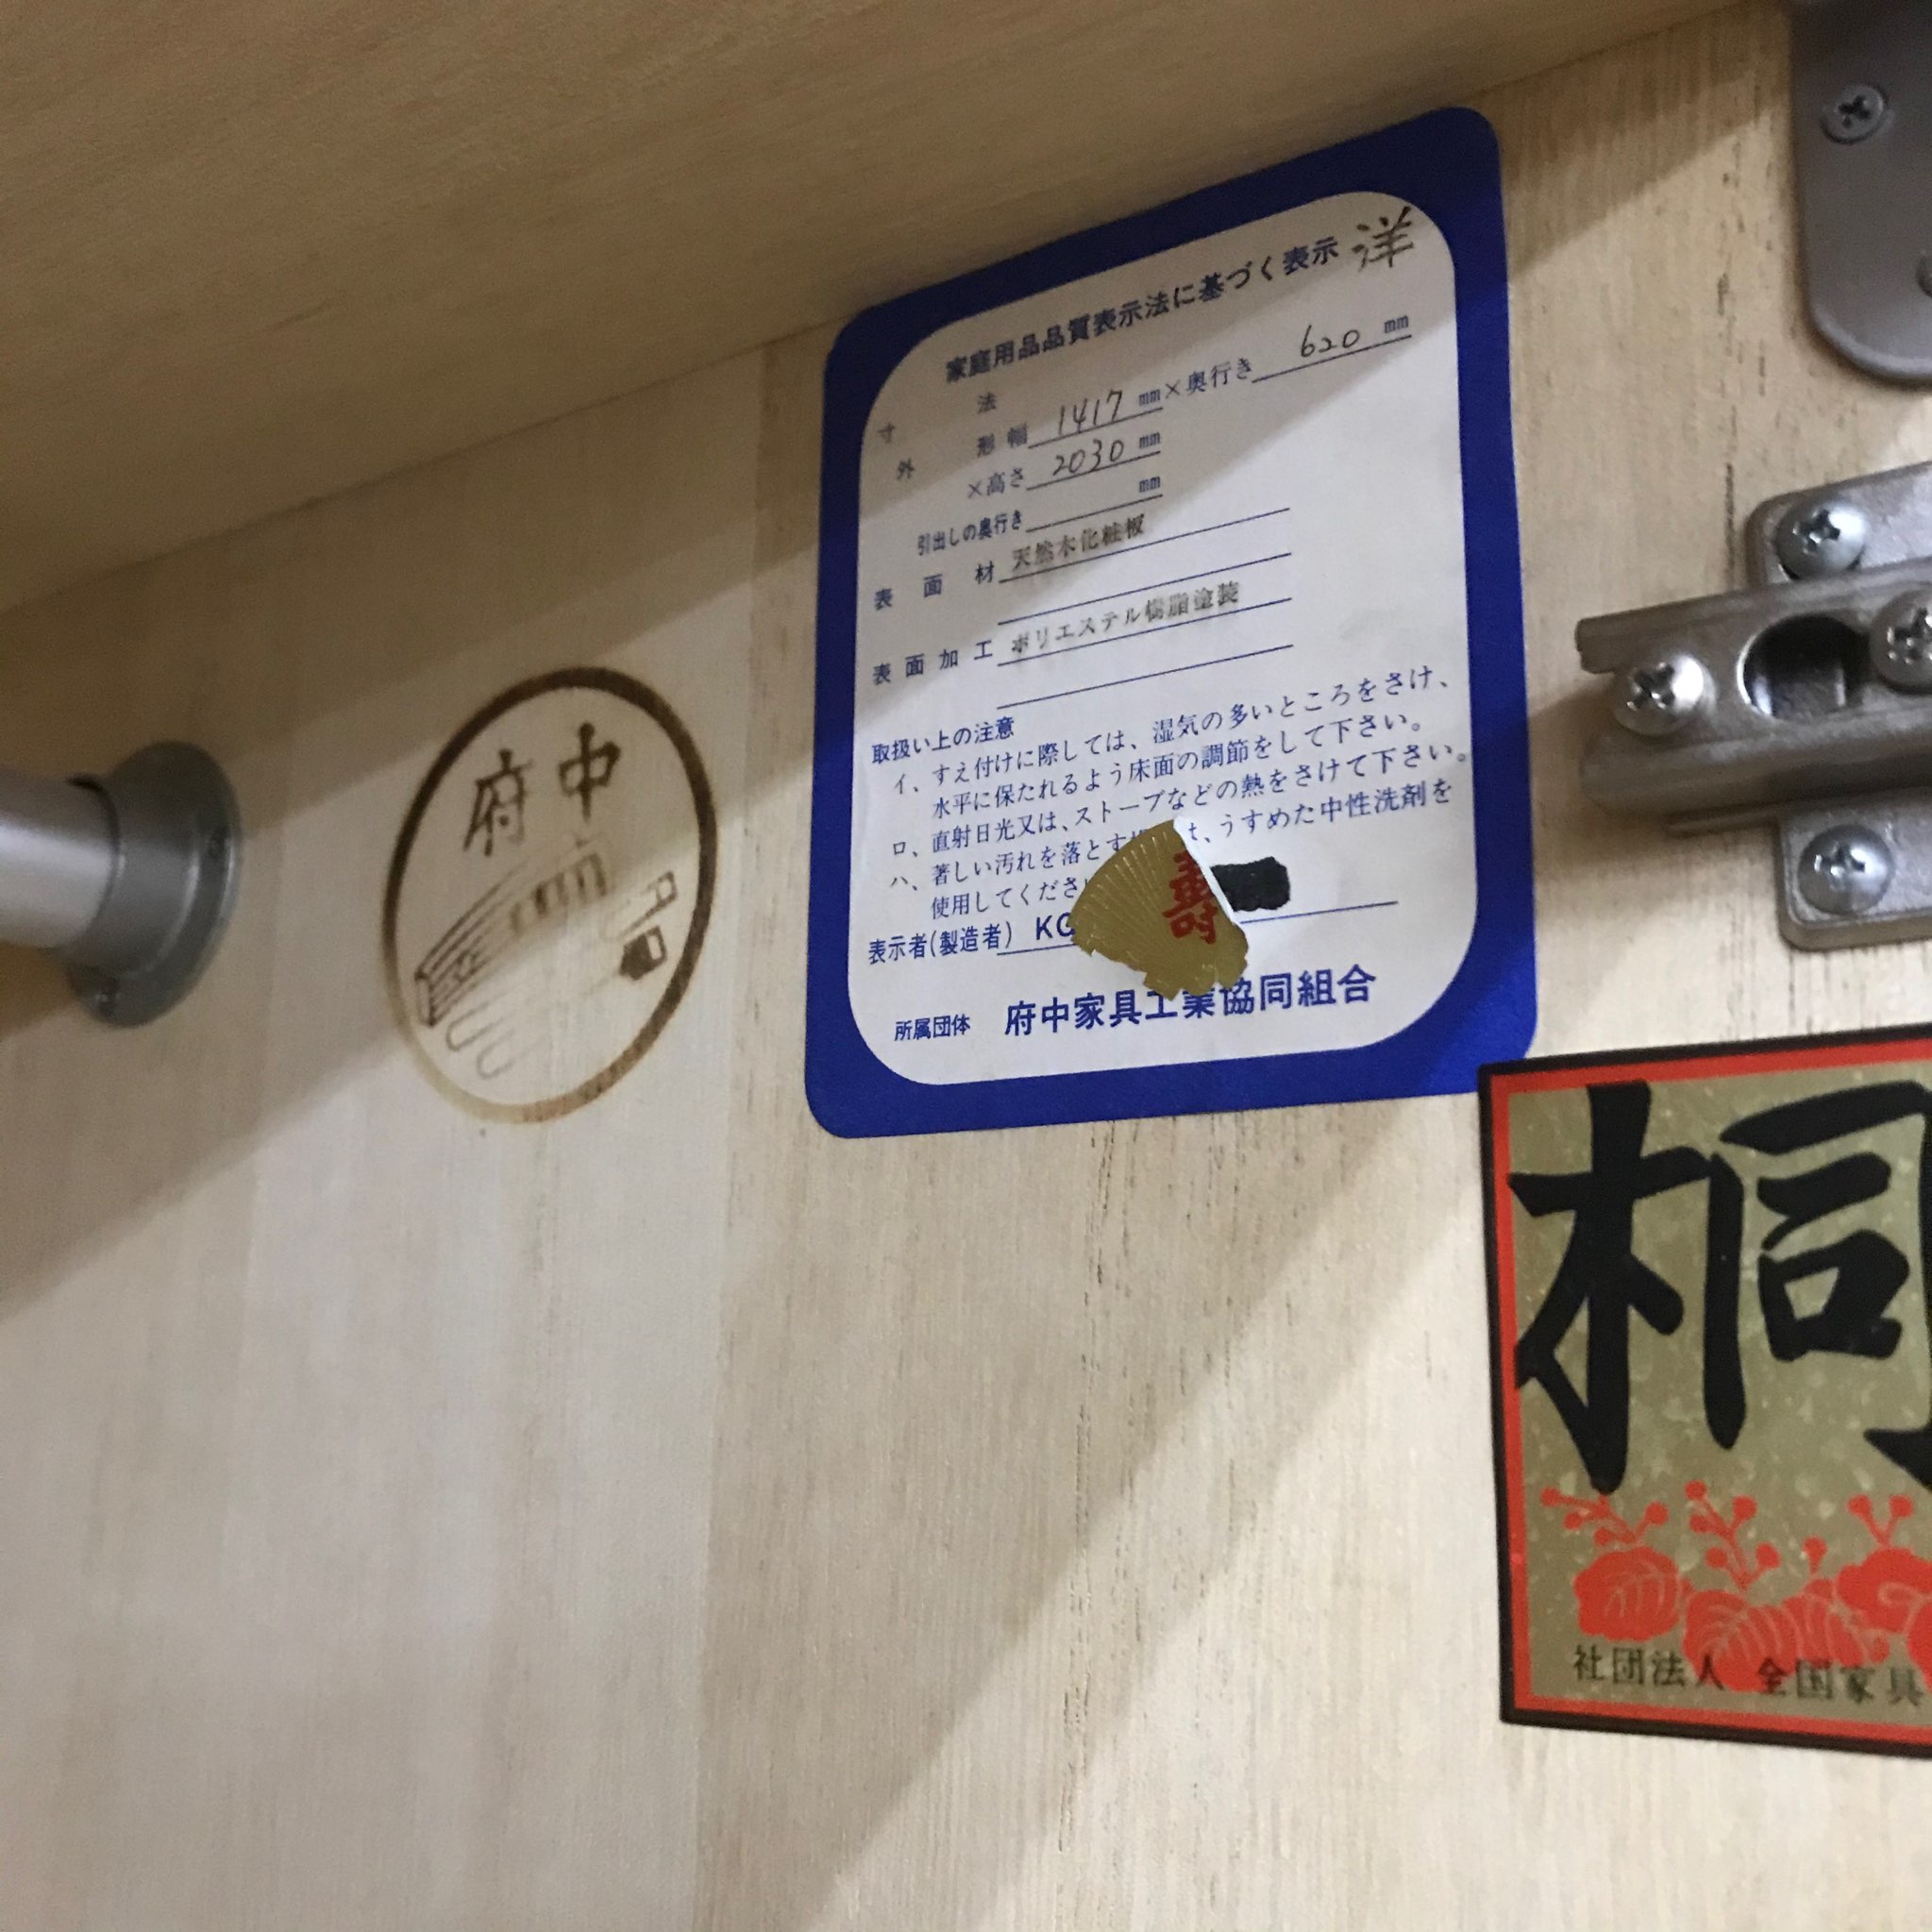 府中
家庭用品品質表示法に基づく表示 洋
寸 法
外 形 幅 1417 mm×奥行き 620 mm
×高さ 2030 mm
引出しの奥行き mm
表面材 天然木化粧板
表面加工 ポリエステル樹脂塗装
取扱い上の注意
イ、すえ付けに際しては、湿気の多いところをさけ、
水平に保たれるよう床面の調節をして下さい。
ロ、直射日光又は、ストーブなどの熱をさけて下さい。
ハ、著しい汚れを落とす は、うすめた中性洗剤を
使用してくださ
寿
表示者(製造者)
所属団体 府中家具工業協同組合
桐
社団法人 全国家具